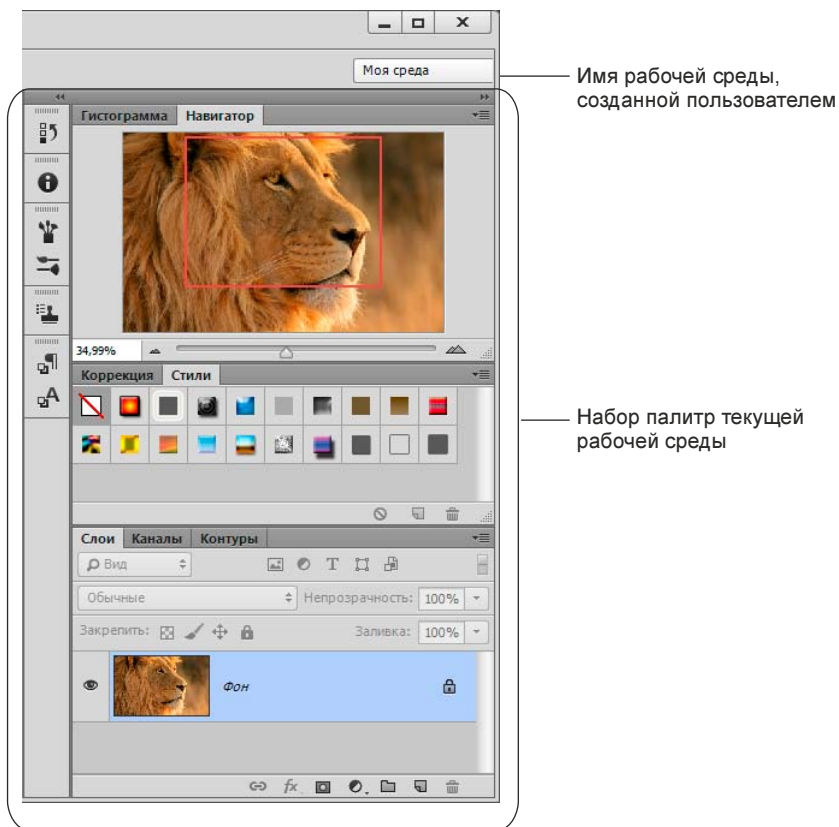 Моя среда
Имя рабочей среды,
созданной пользователем
Гистограмма Навигатор
34,99%
Коррекция Стили
Набор палитр текущей
рабочей среды
Слои Каналы Контуры
Вид
Обычные Непрозрачность: 100%
Закрепить: Заливка: 100%
Фон